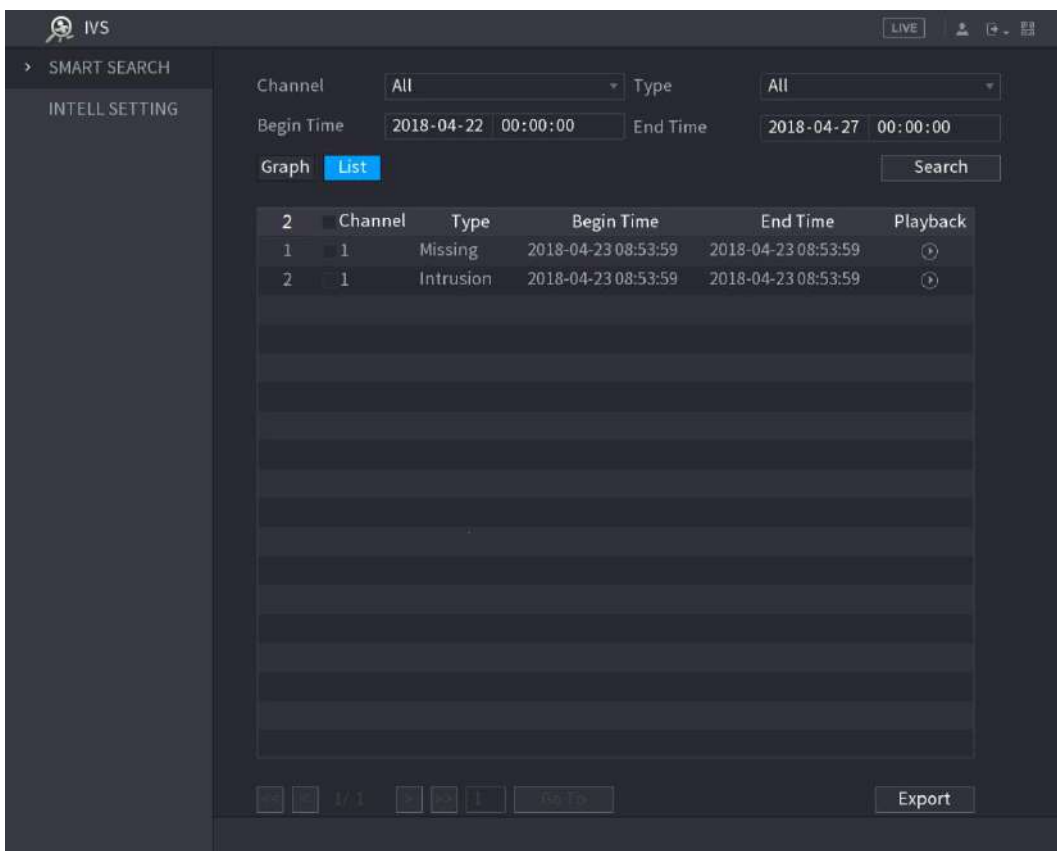 IVS LIVE
SMART SEARCH
INTELL SETTING
Channel All Type All
Begin Time 2018-04-22 00:00:00 End Time 2018-04-27 00:00:00
Graph List Search
2 Channel Type Begin Time End Time Playback
1 1 Missing 2018-04-23 08:53:59 2018-04-23 08:53:59
2 1 Intrusion 2018-04-23 08:53:59 2018-04-23 08:53:59
<< < 1/ 1 > >> 1 Go To Export